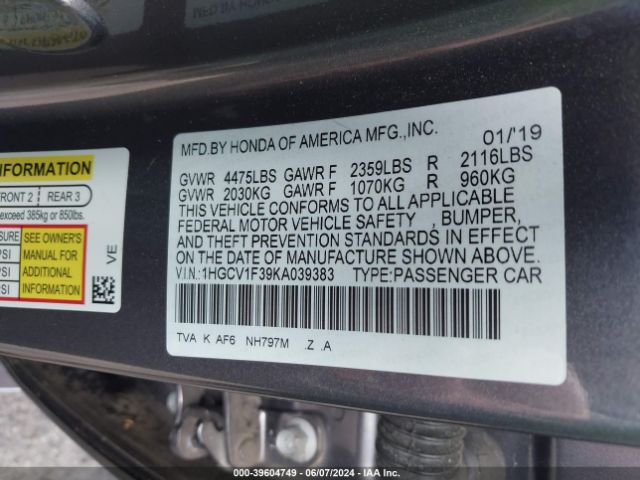 MFD.BY HONDA OF AMERICA MFG.,INC. 01/'19
GVWR 4475LBS GAWR F 2359LBS R 2116LBS
GVWR 2030KG GAWR F 1070KG R 960KG
THIS VEHICLE CONFORMS TO ALL APPLICABLE
FEDERAL MOTOR VEHICLE SAFETY , BUMPER,
AND THEFT PREVENTION STANDARDS IN EFFECT
ON THE DATE OF MANUFACTURE SHOWN ABOVE.
V.I.N.:1HGCV1F39KA039383 TYPE:PASSENGER CAR
TVA K AF6 NH797M .Z .A
INFORMATION
FRONT 2 REAR 3
exceed 385kg or 850lbs.
SEE OWNER'S
MANUAL FOR
ADDITIONAL
INFORMATION
PSI
PSI
VE
000-39604749 - 06/07/2024 - IAA Inc.